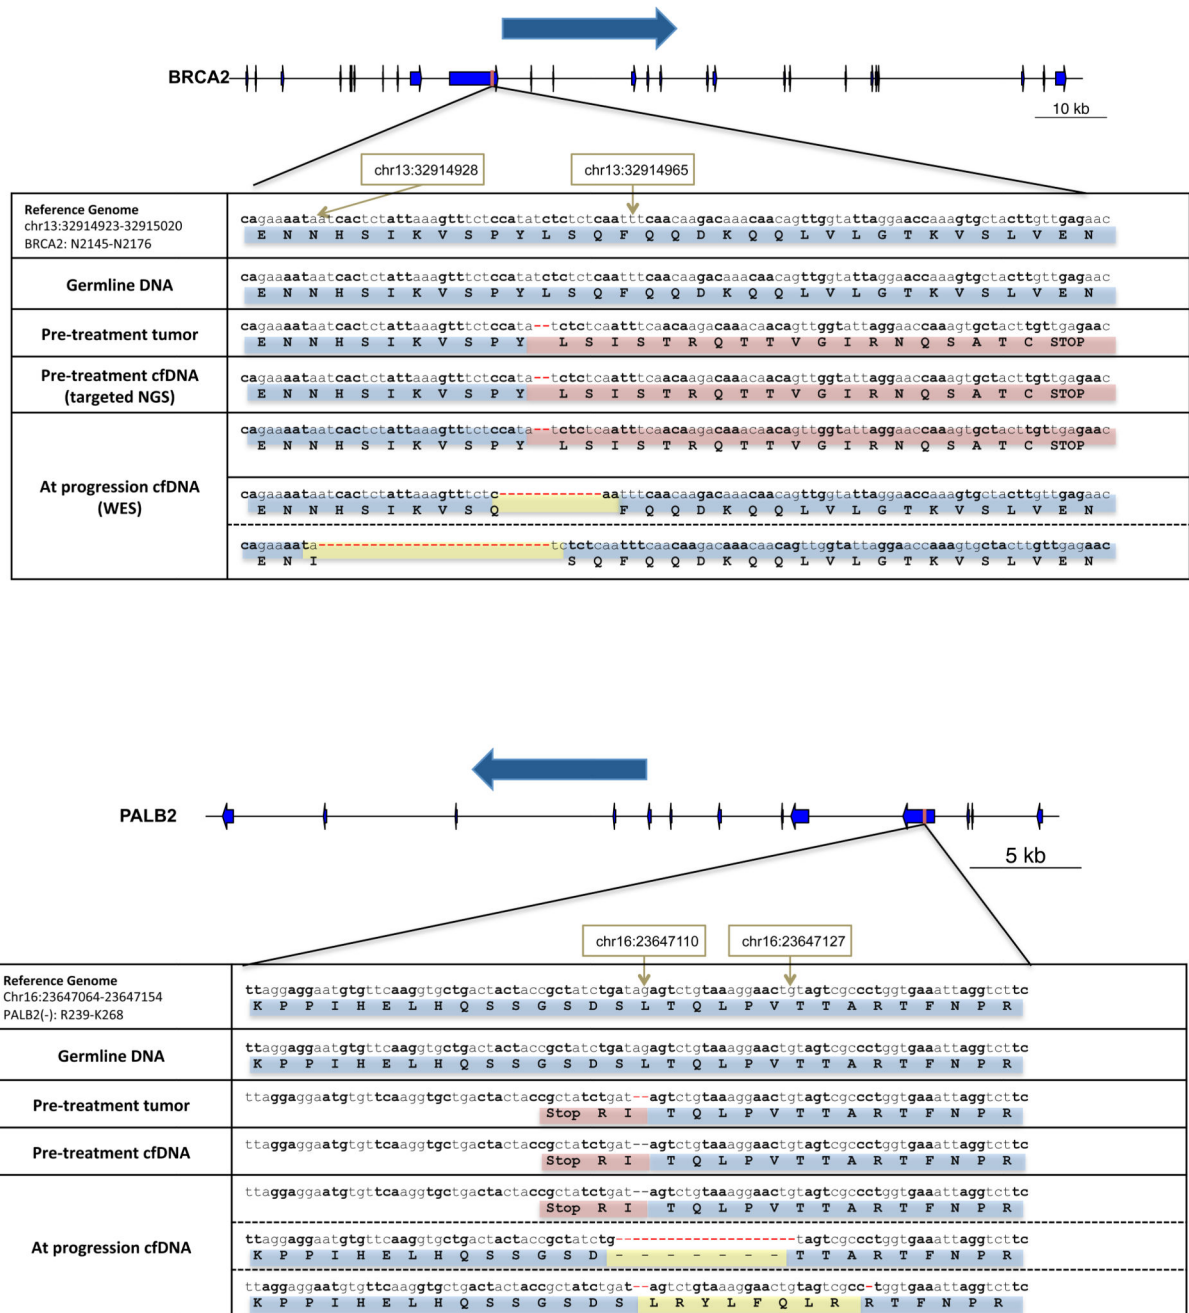 BRCA2
10 kb
chr13:32914928
chr13:32914965
Reference Genome
chr13:32914923-32915020
BRCA2: N2145-N2176
cagaaaataatcactctattaaagtttctccatatctctctcaatttcaacaagacaaacaacagttggtattaggaaccaaagtgctacttgttgagaac
E N N H S I K V S P Y L S Q F Q Q D K Q Q L V L G T K V S L V E N
Germline DNA
cagaaaataatcactctattaaagtttctccatatctctctcaatttcaacaagacaaacaacagttggtattaggaaccaaagtgctacttgttgagaac
E N N H S I K V S P Y L S Q F Q Q D K Q Q L V L G T K V S L V E N
Pre-treatment tumor
cagaaaataatcactctattaaagtttctccata--tctctcaatttcaacaagacaaacaacagttggtattaggaaccaaagtgctacttgttgagaac
E N N H S I K V S P Y L S I S T R Q T T V G I R N Q S A T C STOP
Pre-treatment cfDNA
(targeted NGS)
cagaaaataatcactctattaaagtttctccata--tctctcaatttcaacaagacaaacaacagttggtattaggaaccaaagtgctacttgttgagaac
E N N H S I K V S P Y L S I S T R Q T T V G I R N Q S A T C STOP
At progression cfDNA
(WES)
cagaaaataatcactctattaaagtttctccata--tctctcaatttcaacaagacaaacaacagttggtattaggaaccaaagtgctacttgttgagaac
E N N H S I K V S P Y L S I S T R Q T T V G I R N Q S A T C STOP
cagaaaataatcactctattaaagtttctc------------aatttcaacaagacaaacaacagttggtattaggaaccaaagtgctacttgttgagaac
E N N H S I K V S Q F Q Q D K Q Q L V L G T K V S L V E N
cagaaaata---------------------------tctctcaatttcaacaagacaaacaacagttggtattaggaaccaaagtgctacttgttgagaac
E N I S Q F Q Q D K Q Q L V L G T K V S L V E N
PALB2
5 kb
chr16:23647110
chr16:23647127
Reference Genome
Chr16:23647064-23647154
PALB2(-): R239-K268
ttaggaggaatgtgttcaaggtgctgactactaccgctatctgatagagtctgtaaaggaactgtagtcgccctggtgaaattaggtcttc
K P P I H E L H Q S S G S D S L T Q L P V T T A R T F N P R
Germline DNA
ttaggaggaatgtgttcaaggtgctgactactaccgctatctgatagagtctgtaaaggaactgtagtcgccctggtgaaattaggtcttc
K P P I H E L H Q S S G S D S L T Q L P V T T A R T F N P R
Pre-treatment tumor
ttaggaggaatgtgttcaaggtgctgactactaccgctatctgat--agtctgtaaaggaactgtagtcgccctggtgaaattaggtcttc
Stop R I T Q L P V T T A R T F N P R
Pre-treatment cfDNA
ttaggaggaatgtgttcaaggtgctgactactaccgctatctgat--agtctgtaaaggaactgtagtcgccctggtgaaattaggtcttc
Stop R I T Q L P V T T A R T F N P R
At progression cfDNA
ttaggaggaatgtgttcaaggtgctgactactaccgctatctgat--agtctgtaaaggaactgtagtcgccctggtgaaattaggtcttc
Stop R I T Q L P V T T A R T F N P R
ttaggaggaatgtgttcaaggtgctgactactaccgctatctg---------------------tagtcgccctggtgaaattaggtcttc
K P P I H E L H Q S S G S D - - - - - - - T T A R T F N P R
ttaggaggaatgtgttcaaggtgctgactactaccgctatctgat--agtctgtaaaggaactgtagtcgcc-tggtgaaattaggtcttc
K P P I H E L H Q S S G S D S L R Y L F Q L R R T F N P R